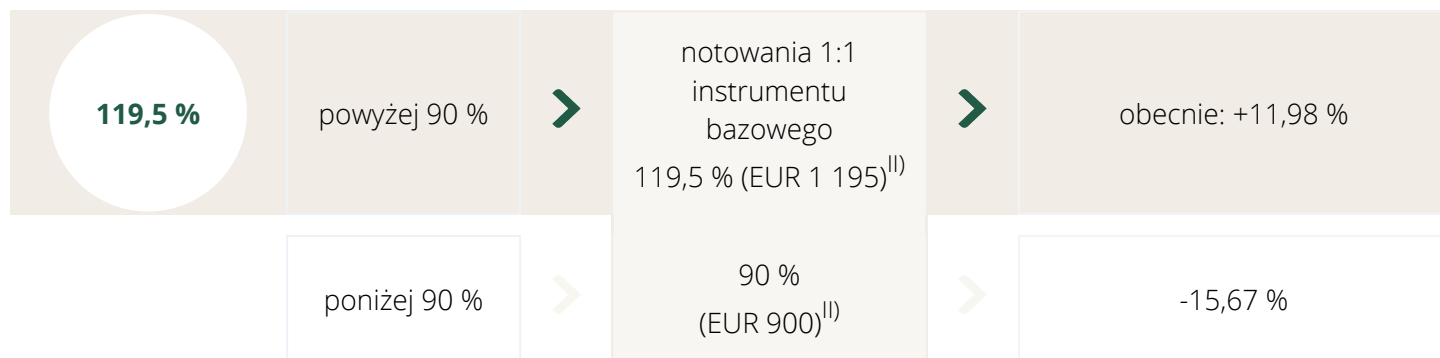 119,5 %
powyżej 90 %
notowania 1:1
instrumentu
bazowego
119,5 % (EUR 1 195)II)
obecnie: +11,98 %
poniżej 90 %
90 %
(EUR 900)II)
-15,67 %